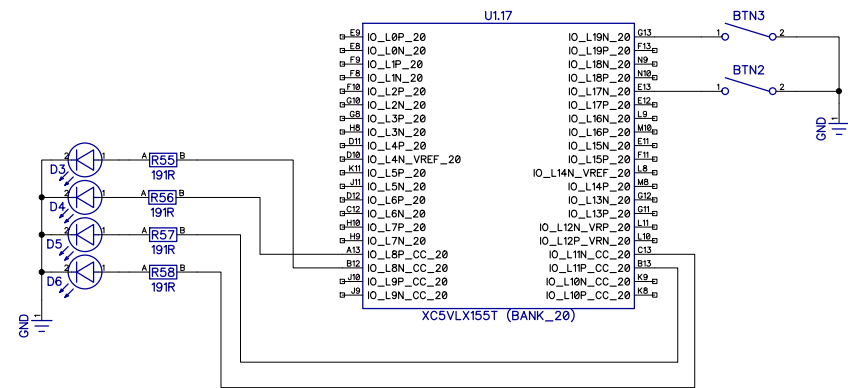 U1.17
E9 IO_L0P_20 IO_L19N_20 G13
E8 IO_L0N_20 IO_L19P_20 F13
F9 IO_L1P_20 IO_L18N_20 N9
F8 IO_L1N_20 IO_L18P_20 N10
F10 IO_L2P_20 IO_L17N_20 E13
G10 IO_L2N_20 IO_L17P_20 E12
G8 IO_L3P_20 IO_L16N_20 L9
H8 IO_L3N_20 IO_L16P_20 M10
D11 IO_L4P_20 IO_L15N_20 E11
D10 IO_L4N_VREF_20 IO_L15P_20 F11
K11 IO_L5P_20 IO_L14N_VREF_20 L8
J11 IO_L5N_20 IO_L14P_20 M8
D12 IO_L6P_20 IO_L13N_20 G12
C12 IO_L6N_20 IO_L13P_20 G11
H10 IO_L7P_20 IO_L12N_VRP_20 L11
H9 IO_L7N_20 IO_L12P_VRN_20 L10
A13 IO_L8P_CC_20 IO_L11N_CC_20 C13
B12 IO_L8N_CC_20 IO_L11P_CC_20 B13
J10 IO_L9P_CC_20 IO_L10N_CC_20 K9
J9 IO_L9N_CC_20 IO_L10P_CC_20 K8
XC5VLX155T (BANK_20)
BTN3
1 2
BTN2
1 2
1
GND
2 1 A R55 B
D3 191R
2 1 A R56 B
D4 191R
2 1 A R57 B
D5 191R
2 1 A R58 B
D6 191R
1
GND